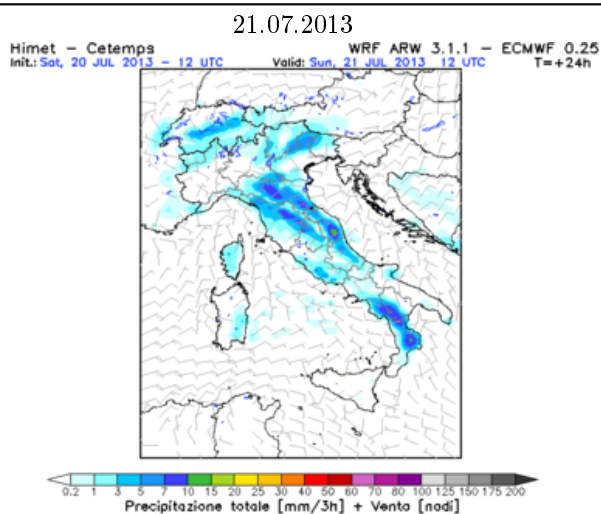 21.07.2013
Himet - Cetemps WRF ARW 3.1.1 - ECMWF 0.25
Init.: Sat, 20 JUL 2013 - 12 UTC Valid: Sun, 21 JUL 2013 12 UTC T=+24h
0.2 1 3 5 7 10 15 20 25 30 40 50 60 70 80 90 100 125 150 175 200
Precipitazione totale [mm/3h] + Vento [nodi]